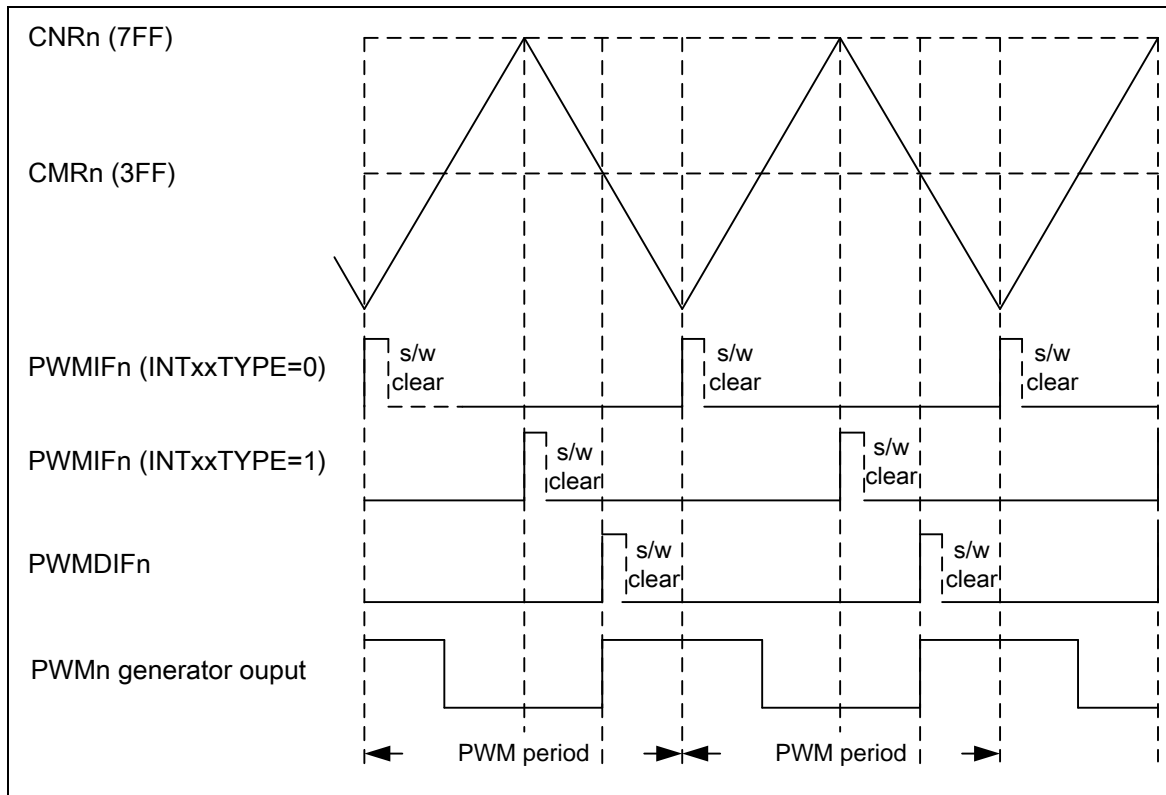 CNRn (7FF)
CMRn (3FF)
PWMIFn (INTxxTYPE=0)
s/w
clear
s/w
clear
s/w
clear
PWMIFn (INTxxTYPE=1)
s/w
clear
s/w
clear
PWMDIFn
s/w
clear
s/w
clear
PWMn generator ouput
PWM period
PWM period